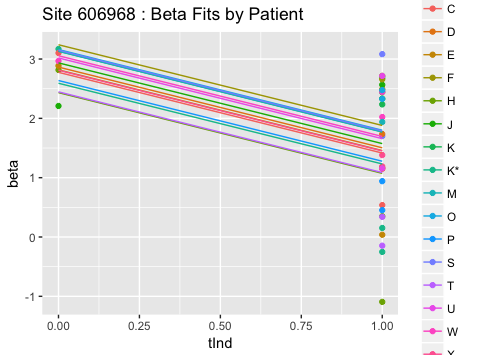 Site 606968 : Beta Fits by Patient
beta
3
2
1
0
-1
0.00 0.25 0.50 0.75 1.00
tInd
C
D
E
F
H
J
K
K*
M
O
P
S
T
U
W